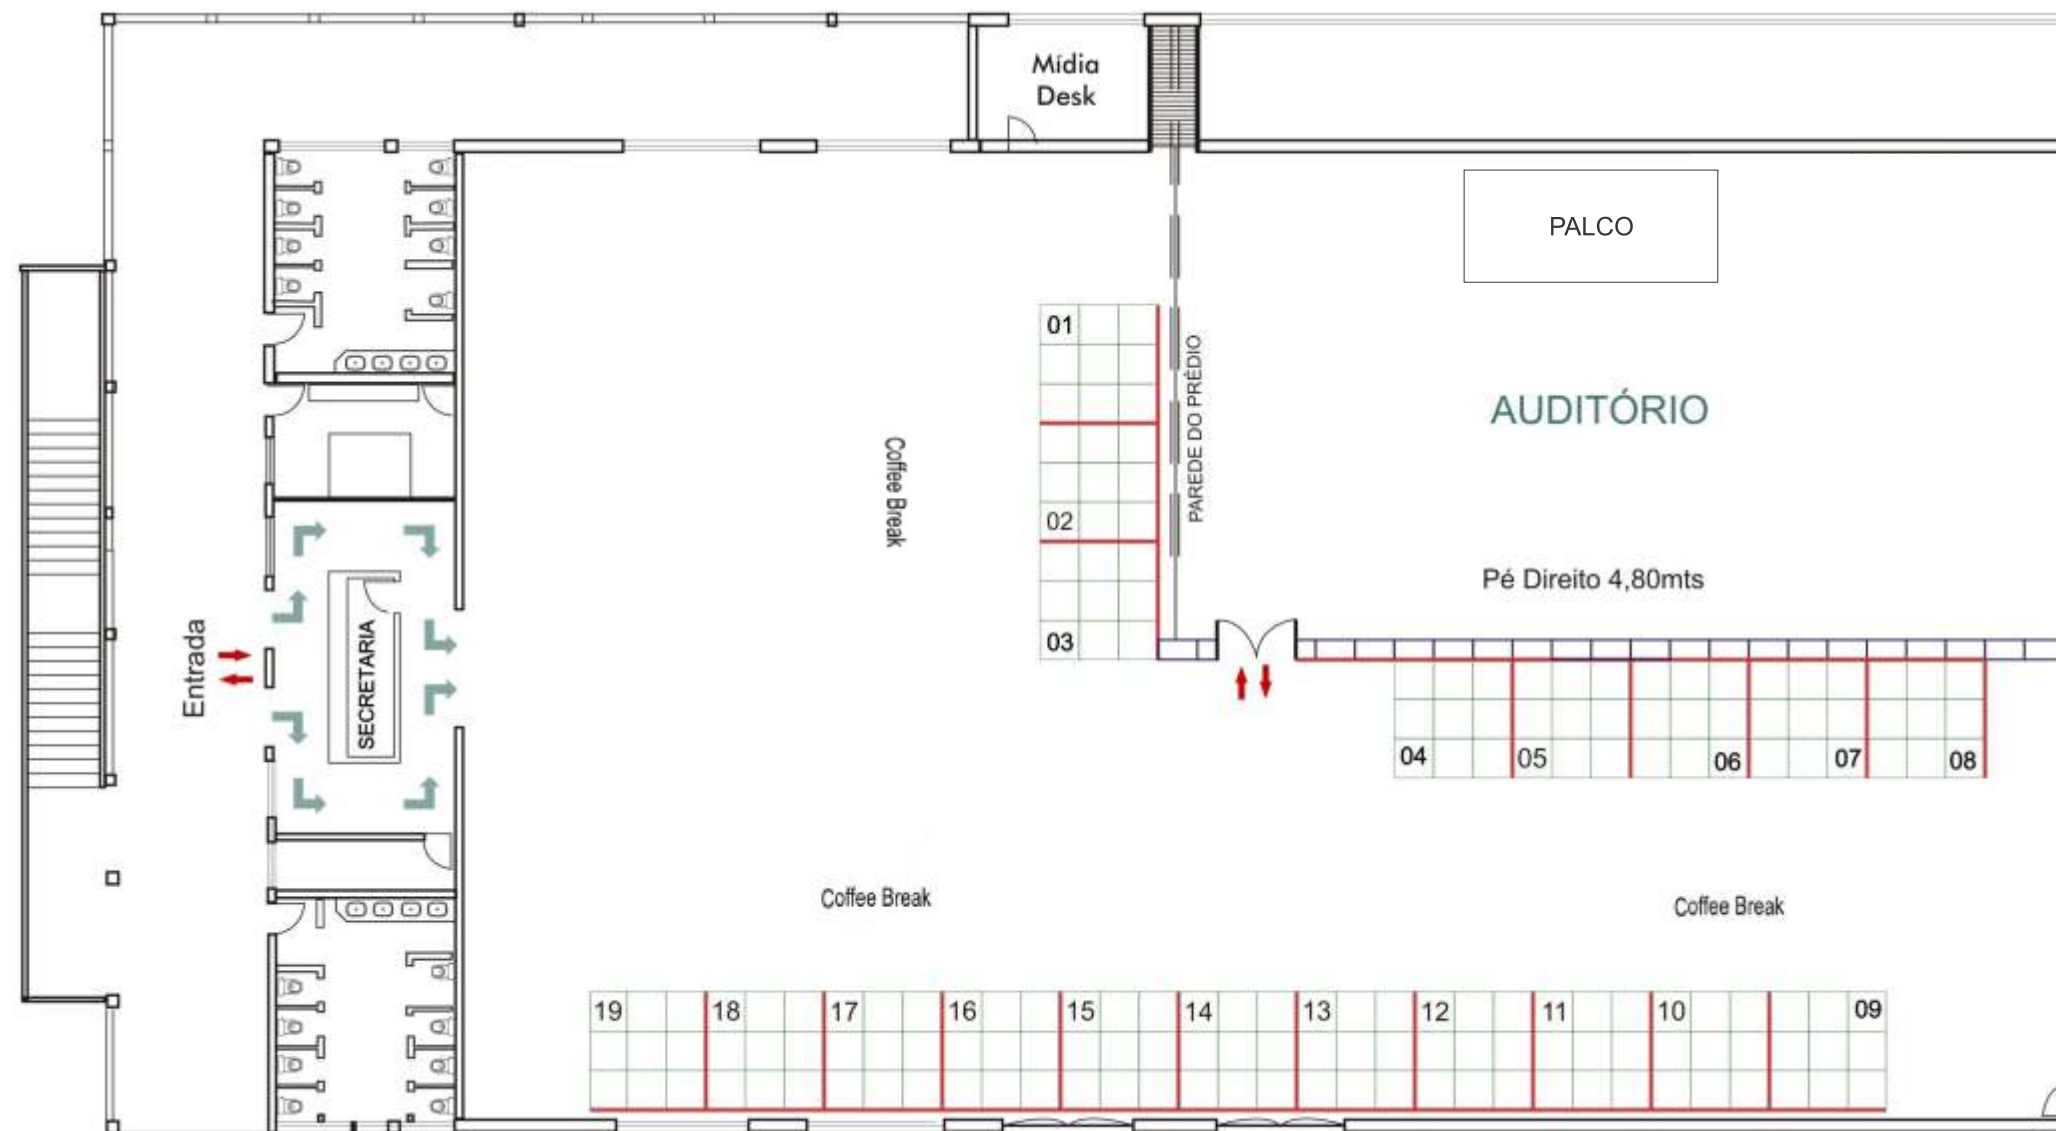 Mídia
Desk
PALCO
01
PAREDE DO PRÉDIO
AUDITÓRIO
Coffee Break
02
Pé Direito 4,80mts
Entrada
SECRETARIA
03
04
05
06
07
08
Coffee Break
Coffee Break
19
18
17
16
15
14
13
12
11
10
09